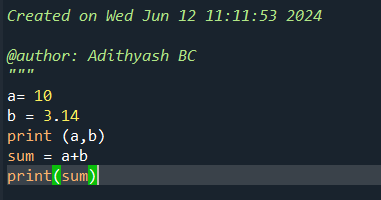 Created on Wed Jun 12 11:11:53 2024
@author: Adithyash BC
"""
a= 10
b = 3.14
print (a,b)
sum = a+b
print(sum)